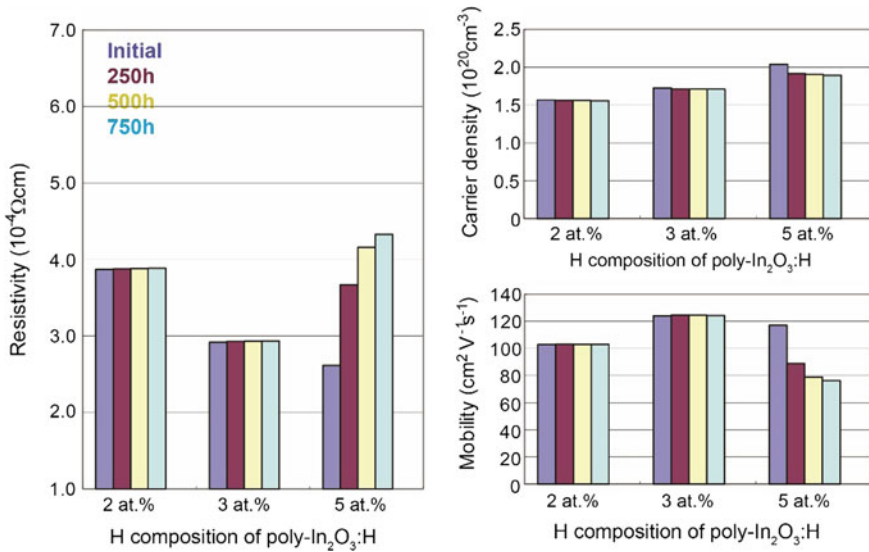 7.0
6.0
5.0
4.0
3.0
2.0
1.0
Resistivity (10⁻⁴Ωcm)
Initial
250h
500h
750h
2 at.%
3 at.%
5 at.%
H composition of poly-In₂O₃:H
2.5
2.0
1.5
1.0
0.5
0
Carrier density (10²⁰cm⁻³)
2 at.%
3 at.%
5 at.%
H composition of poly-In₂O₃:H
140
120
100
80
60
40
20
0
Mobility (cm² V⁻¹s⁻¹)
2 at.%
3 at.%
5 at.%
H composition of poly-In₂O₃:H